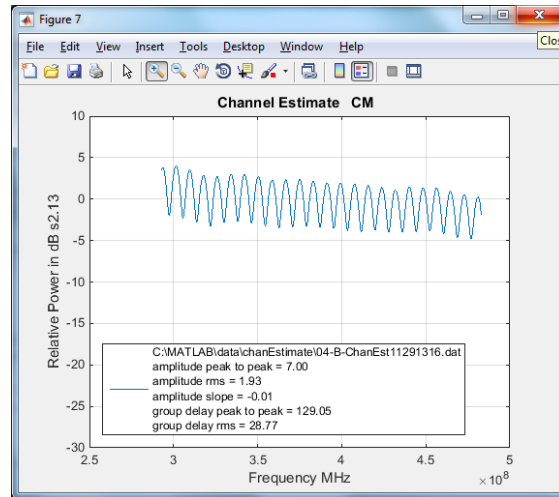 Figure 7
Clos
File Edit View Insert Tools Desktop Window Help
Channel Estimate CM
10
5
0
-5
-10
-15
-20
-25
-30
Relative Power in dB s2.13
C:\MATLAB\data\chanEstimate\04-B-ChanEst11291316.dat
amplitude peak to peak = 7.00
amplitude rms = 1.93
amplitude slope = -0.01
group delay peak to peak = 129.05
group delay rms = 28.77
2.5 3 3.5 4 4.5 5
Frequency MHz
× 10^8